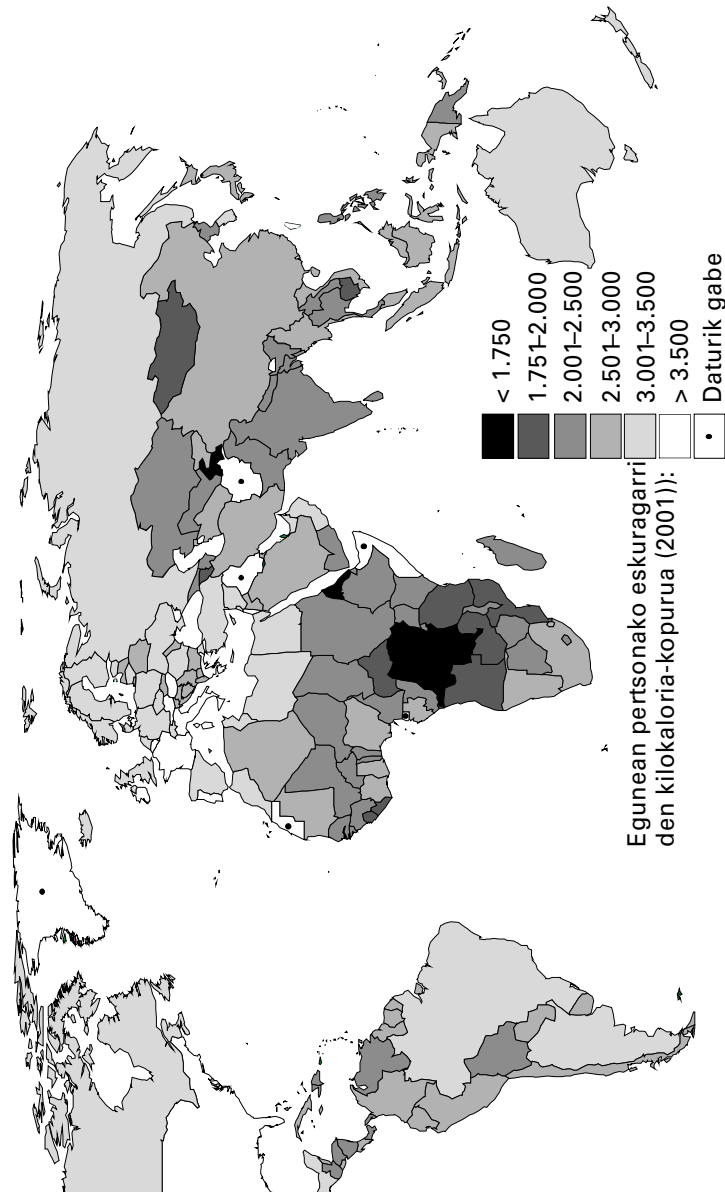 Egunean pertsonako eskuragarri
den kilokaloria-kopurua (2001)):
< 1.750
1.751-2.000
2.001-2.500
2.501-3.000
3.001-3.500
> 3.500
Daturik gabe